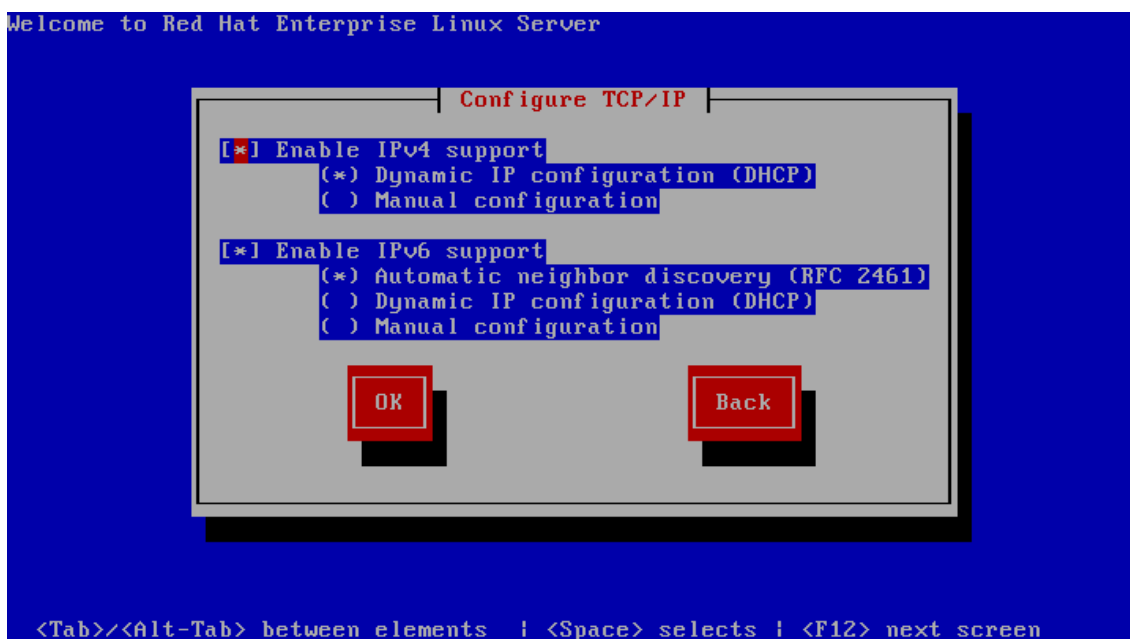 Welcome to Red Hat Enterprise Linux Server
Configure TCP/IP
[*] Enable IPv4 support
(*) Dynamic IP configuration (DHCP)
( ) Manual configuration
[*] Enable IPv6 support
(*) Automatic neighbor discovery (RFC 2461)
( ) Dynamic IP configuration (DHCP)
( ) Manual configuration
OK Back
<Tab>/<Alt-Tab> between elements | <Space> selects | <F12> next screen